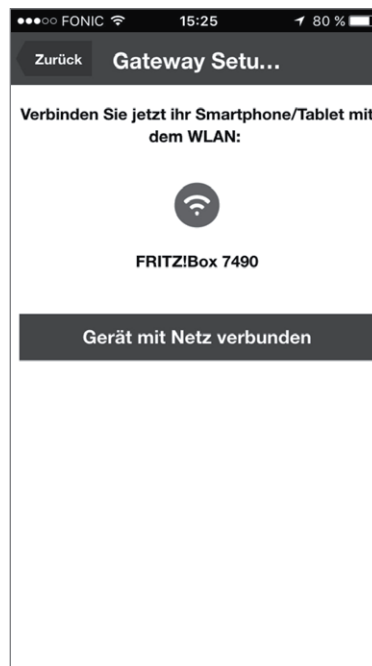 FONIC 15:25 80 %
Zurück Gateway Setu...
Verbinden Sie jetzt ihr Smartphone/Tablet mit
dem WLAN:
FRITZ!Box 7490
Gerät mit Netz verbunden